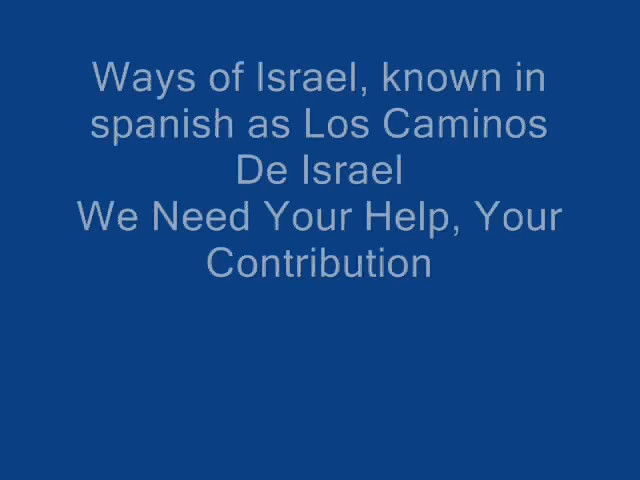 Ways of Israel, known in
spanish as Los Caminos
De Israel
We Need Your Help, Your
Contribution